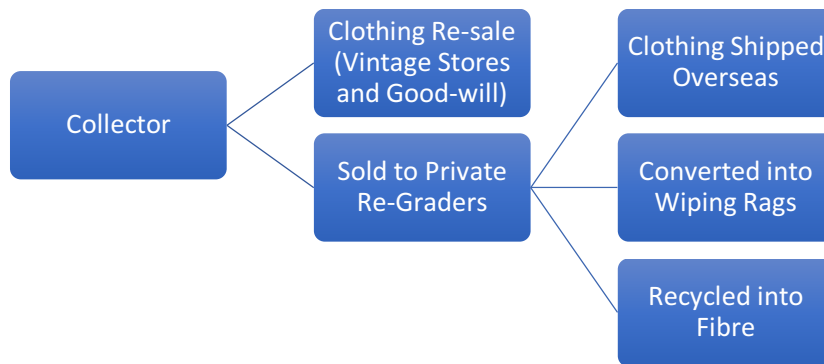 Collector
Clothing Re-sale
(Vintage Stores
and Good-will)
Sold to Private
Re-Graders
Clothing Shipped
Overseas
Converted into
Wiping Rags
Recycled into
Fibre